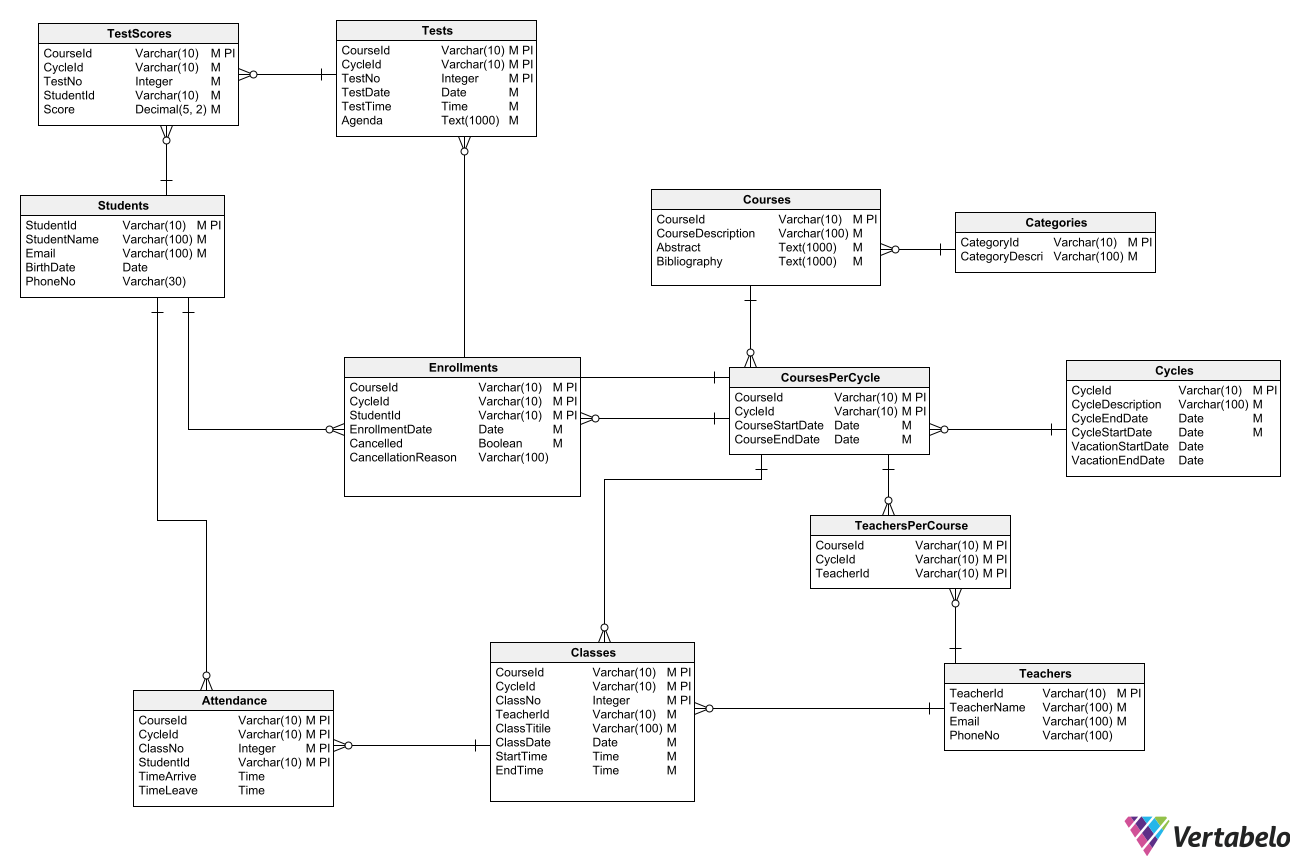 TestScores
CourseId Varchar(10) M PI
CycleId Varchar(10) M
TestNo Integer M
StudentId Varchar(10) M
Score Decimal(5, 2) M
Tests
CourseId Varchar(10) M PI
CycleId Varchar(10) M PI
TestNo Integer M PI
TestDate Date M
TestTime Time M
Agenda Text(1000) M
Students
StudentId Varchar(10) M PI
StudentName Varchar(100) M
Email Varchar(100) M
BirthDate Date
PhoneNo Varchar(30)
Courses
CourseId Varchar(10) M PI
CourseDescription Varchar(100) M
Abstract Text(1000) M
Bibliography Text(1000) M
Categories
CategoryId Varchar(10) M PI
CategoryDescri Varchar(100) M
Enrollments
CourseId Varchar(10) M PI
CycleId Varchar(10) M PI
StudentId Varchar(10) M PI
EnrollmentDate Date M
Cancelled Boolean M
CancellationReason Varchar(100)
CoursesPerCycle
CourseId Varchar(10) M PI
CycleId Varchar(10) M PI
CourseStartDate Date M
CourseEndDate Date M
Cycles
CycleId Varchar(10) M PI
CycleDescription Varchar(100) M
CycleEndDate Date M
CycleStartDate Date M
VacationStartDate Date
VacationEndDate Date
TeachersPerCourse
CourseId Varchar(10) M PI
CycleId Varchar(10) M PI
TeacherId Varchar(10) M PI
Classes
CourseId Varchar(10) M PI
CycleId Varchar(10) M PI
ClassNo Integer M PI
TeacherId Varchar(10) M
ClassTitile Varchar(100) M
ClassDate Date M
StartTime Time M
EndTime Time M
Teachers
TeacherId Varchar(10) M PI
TeacherName Varchar(100) M
Email Varchar(100) M
PhoneNo Varchar(100)
Attendance
CourseId Varchar(10) M PI
CycleId Varchar(10) M PI
ClassNo Integer M PI
StudentId Varchar(10) M PI
TimeArrive Time
TimeLeave Time
Vertabelo